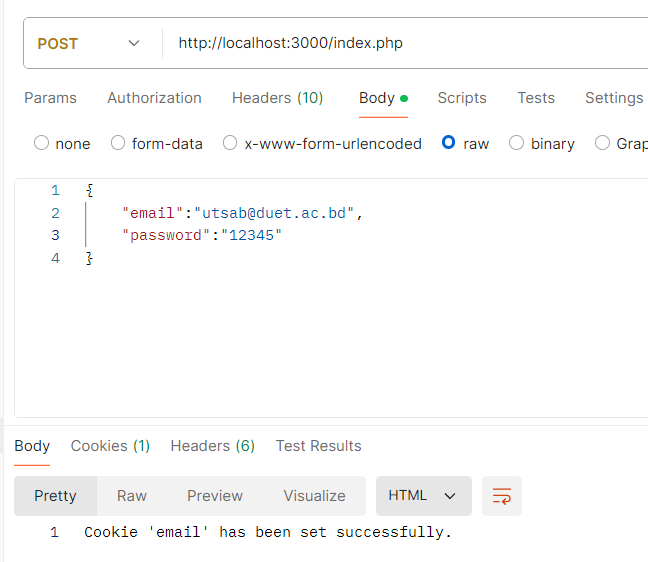 POST http://localhost:3000/index.php
Params Authorization Headers (10) Body Scripts Tests Settings
none form-data x-www-form-urlencoded raw binary Grap
1 {
2 "email":"utsab@duet.ac.bd",
3 "password":"12345"
4 }
Body Cookies (1) Headers (6) Test Results
Pretty Raw Preview Visualize HTML
1 Cookie 'email' has been set successfully.